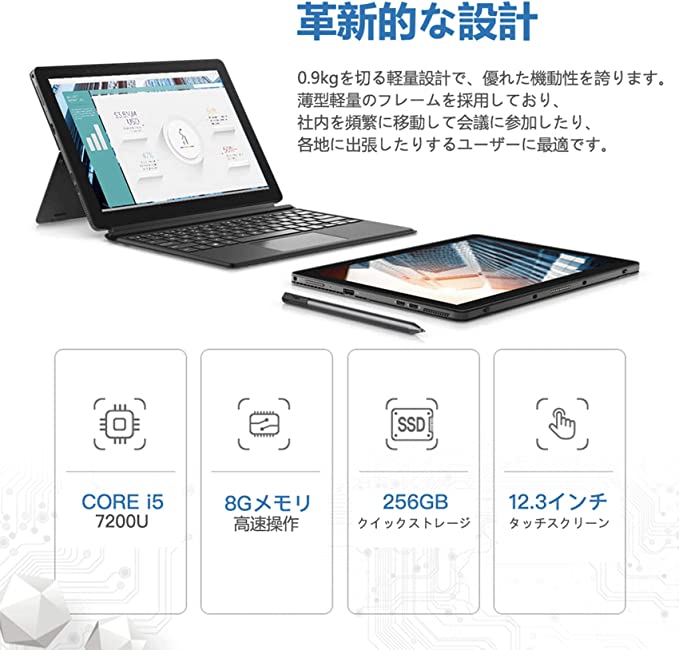 革新的な設計
0.9kgを切る軽量設計で、優れた機動性を誇ります。
薄型軽量のフレームを採用しており、
社内を頻繁に移動して会議に参加したり、
各地に出張したりするユーザーに最適です。
SSD
CORE i5
7200U
8Gメモリ
高速操作
256GB
クイックストレージ
12.3インチ
タッチスクリーン